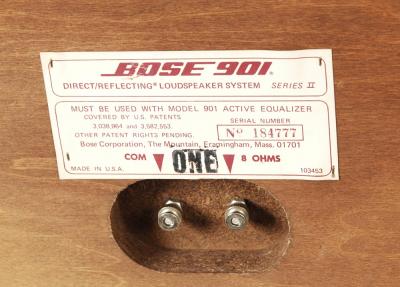 BOSE 901®
DIRECT/REFLECTING® LOUDSPEAKER SYSTEM SERIES II
MUST BE USED WITH MODEL 901 ACTIVE EQUALIZER
COVERED BY U.S. PATENTS
3,038,964 and 3,582,553.
OTHER PATENT RIGHTS PENDING.
SERIAL NUMBER
Nº 184777
Bose Corporation, The Mountain, Framingham, Mass. 01701
COM ONE 8 OHMS
MADE IN U.S.A. 103453